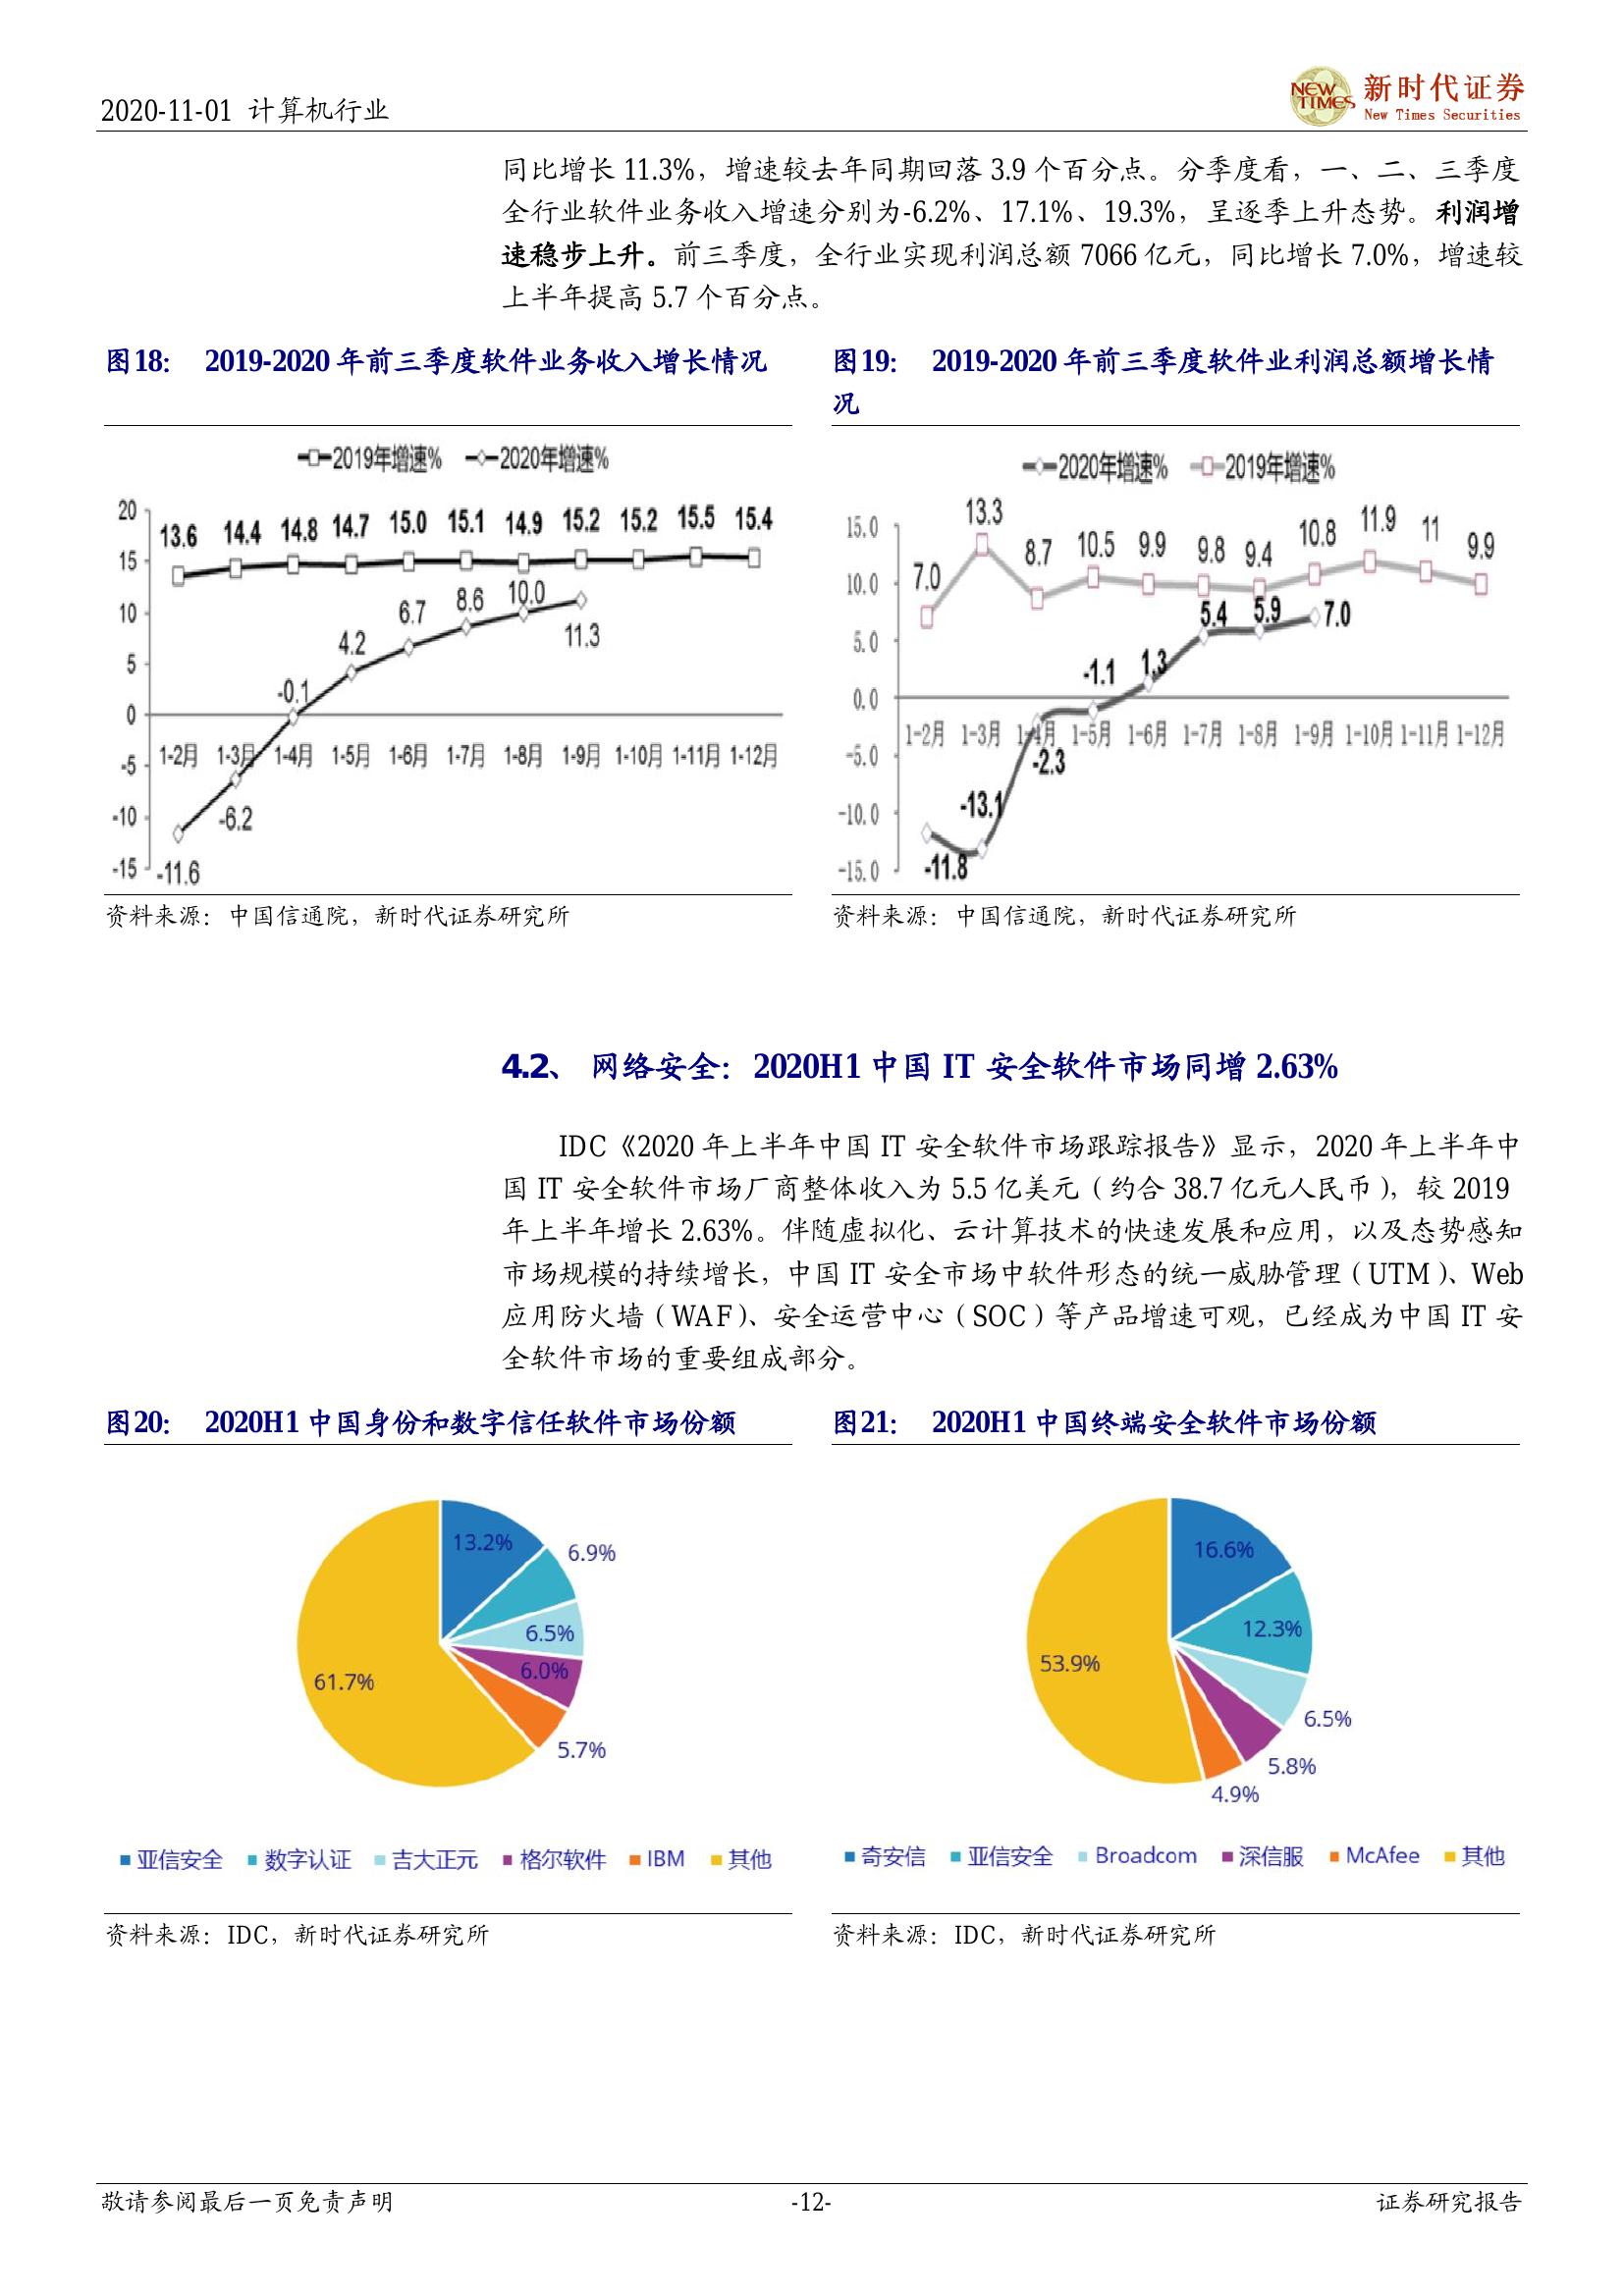 2020-11-01 计算机行业
NEW TIMES
新时代证券
New Times Securities
同比增长 11.3%，增速较去年同期回落 3.9 个百分点。分季度看，一、二、三季度
全行业软件业务收入增速分别为-6.2%、17.1%、19.3%，呈逐季上升态势。利润增
速稳步上升。前三季度，全行业实现利润总额 7066 亿元，同比增长 7.0%，增速较
上半年提高 5.7 个百分点。
图18： 2019-2020 年前三季度软件业务收入增长情况
2019年增速% 2020年增速%
20
15
10
5
0
-5
-10
-15
13.6 14.4 14.8 14.7 15.0 15.1 14.9 15.2 15.2 15.5 15.4
-11.6 -6.2 -0.1 4.2 6.7 8.6 10.0 11.3
1-2月 1-3月 1-4月 1-5月 1-6月 1-7月 1-8月 1-9月 1-10月 1-11月 1-12月
资料来源：中国信通院，新时代证券研究所
图19： 2019-2020 年前三季度软件业利润总额增长情
况
2020年增速% 2019年增速%
15.0
10.0
5.0
0.0
-5.0
-10.0
-15.0
7.0 13.3 8.7 10.5 9.9 9.8 9.4 10.8 11.9 11 9.9
-11.8 -13.1 -2.3 -1.1 1.3 5.4 5.9 7.0
1-2月 1-3月 1-4月 1-5月 1-6月 1-7月 1-8月 1-9月 1-10月 1-11月 1-12月
资料来源：中国信通院，新时代证券研究所
4.2、 网络安全：2020H1 中国 IT 安全软件市场同增 2.63%
IDC《2020 年上半年中国 IT 安全软件市场跟踪报告》显示，2020 年上半年中
国 IT 安全软件市场厂商整体收入为 5.5 亿美元（约合 38.7 亿元人民币），较 2019
年上半年增长 2.63%。伴随虚拟化、云计算技术的快速发展和应用，以及态势感知
市场规模的持续增长，中国 IT 安全市场中软件形态的统一威胁管理（UTM）、Web
应用防火墙（WAF）、安全运营中心（SOC）等产品增速可观，已经成为中国 IT 安
全软件市场的重要组成部分。
图20： 2020H1 中国身份和数字信任软件市场份额
13.2%
6.9%
6.5%
6.0%
5.7%
61.7%
亚信安全 数字认证 吉大正元 格尔软件 IBM 其他
资料来源：IDC，新时代证券研究所
图21： 2020H1 中国终端安全软件市场份额
16.6%
12.3%
6.5%
5.8%
4.9%
53.9%
奇安信 亚信安全 Broadcom 深信服 McAfee 其他
资料来源：IDC，新时代证券研究所
敬请参阅最后一页免责声明
-12-
证券研究报告